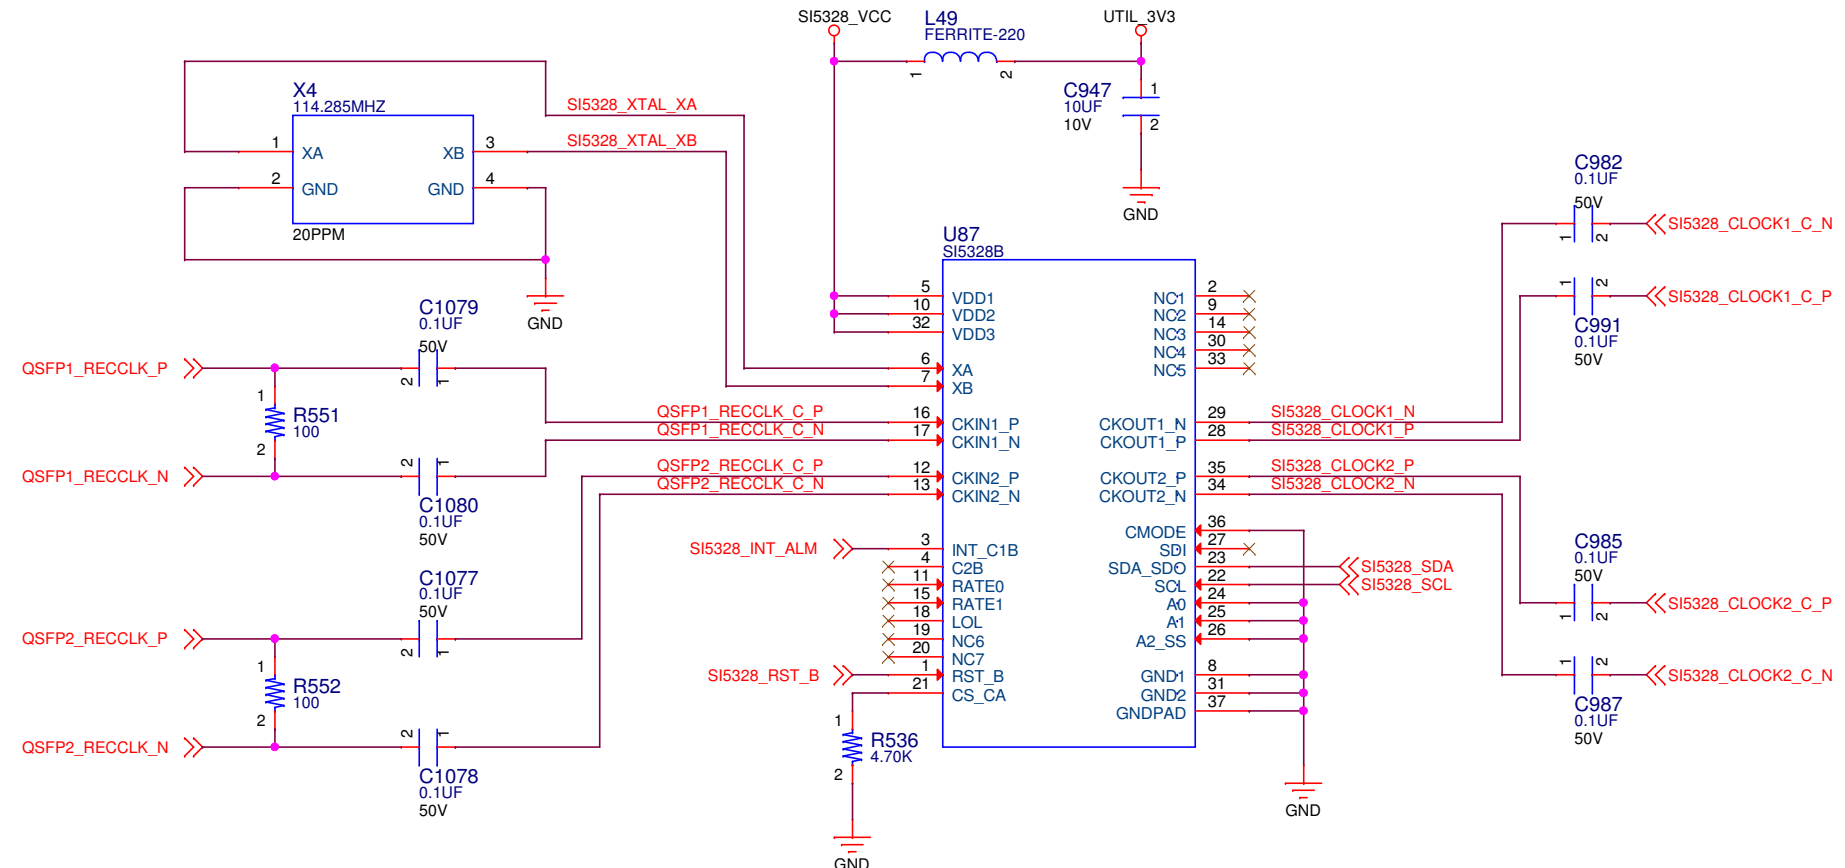 SI5328_VCC
L49
FERRITE-220
1
2
UTIL_3V3
C947
10UF
10V
1
2
GND
X4
114.285MHZ
1
XA
XB
3
2
GND
GND
4
20PPM
GND
SI5328_XTAL_XA
SI5328_XTAL_XB
C1079
0.1UF
50V
2
1
QSFP1_RECCLK_P
1
R551
100
2
QSFP1_RECCLK_N
2
1
C1080
0.1UF
50V
C1077
0.1UF
50V
2
1
QSFP2_RECCLK_P
1
R552
100
2
QSFP2_RECCLK_N
2
1
C1078
0.1UF
50V
QSFP1_RECCLK_C_P
QSFP1_RECCLK_C_N
QSFP2_RECCLK_C_P
QSFP2_RECCLK_C_N
SI5328_INT_ALM
SI5328_RST_B
1
R536
4.70K
2
GND
U87
SI5328B
5 VDD1
10 VDD2
32 VDD3
6 XA
7 XB
16 CKIN1_P
17 CKIN1_N
12 CKIN2_P
13 CKIN2_N
3 INT_C1B
4 C2B
11 RATE0
15 RATE1
18 LOL
19 NC6
20 NC7
1 RST_B
21 CS_CA
NC1 2
NC2 9
NC3 14
NC4 30
NC5 33
CKOUT1_N 29
CKOUT1_P 28
CKOUT2_P 35
CKOUT2_N 34
CMODE 36
SDI 27
SDA_SDO 23
SCL 22
A0 24
A1 25
A2_SS 26
GND1 8
GND2 31
GNDPAD 37
SI5328_CLOCK1_N
SI5328_CLOCK1_P
SI5328_CLOCK2_P
SI5328_CLOCK2_N
SI5328_SDA
SI5328_SCL
GND
C982
0.1UF
50V
1
2
SI5328_CLOCK1_C_N
1
2
SI5328_CLOCK1_C_P
C991
0.1UF
50V
C985
0.1UF
50V
1
2
SI5328_CLOCK2_C_P
1
2
SI5328_CLOCK2_C_N
C987
0.1UF
50V